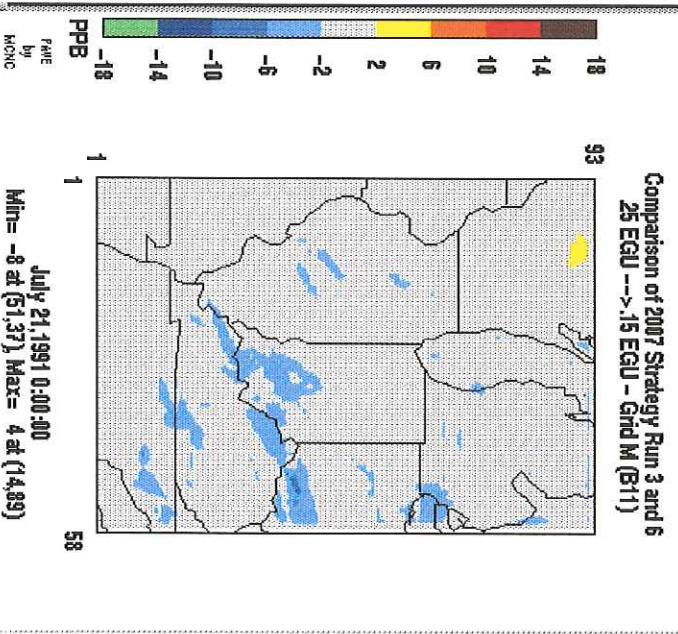 Comparison of 2007 Strategy Run 3 and 6
.25 EGU --->.15 EGU - Grid M (B11)
18
14
10
6
2
-2
-6
-10
-14
-18
PPB
PAVE
by
MCNC
93
1
1
58
July 21,1991 0:00:00
Min= -8 at (51,37), Max= 4 at (14,89)